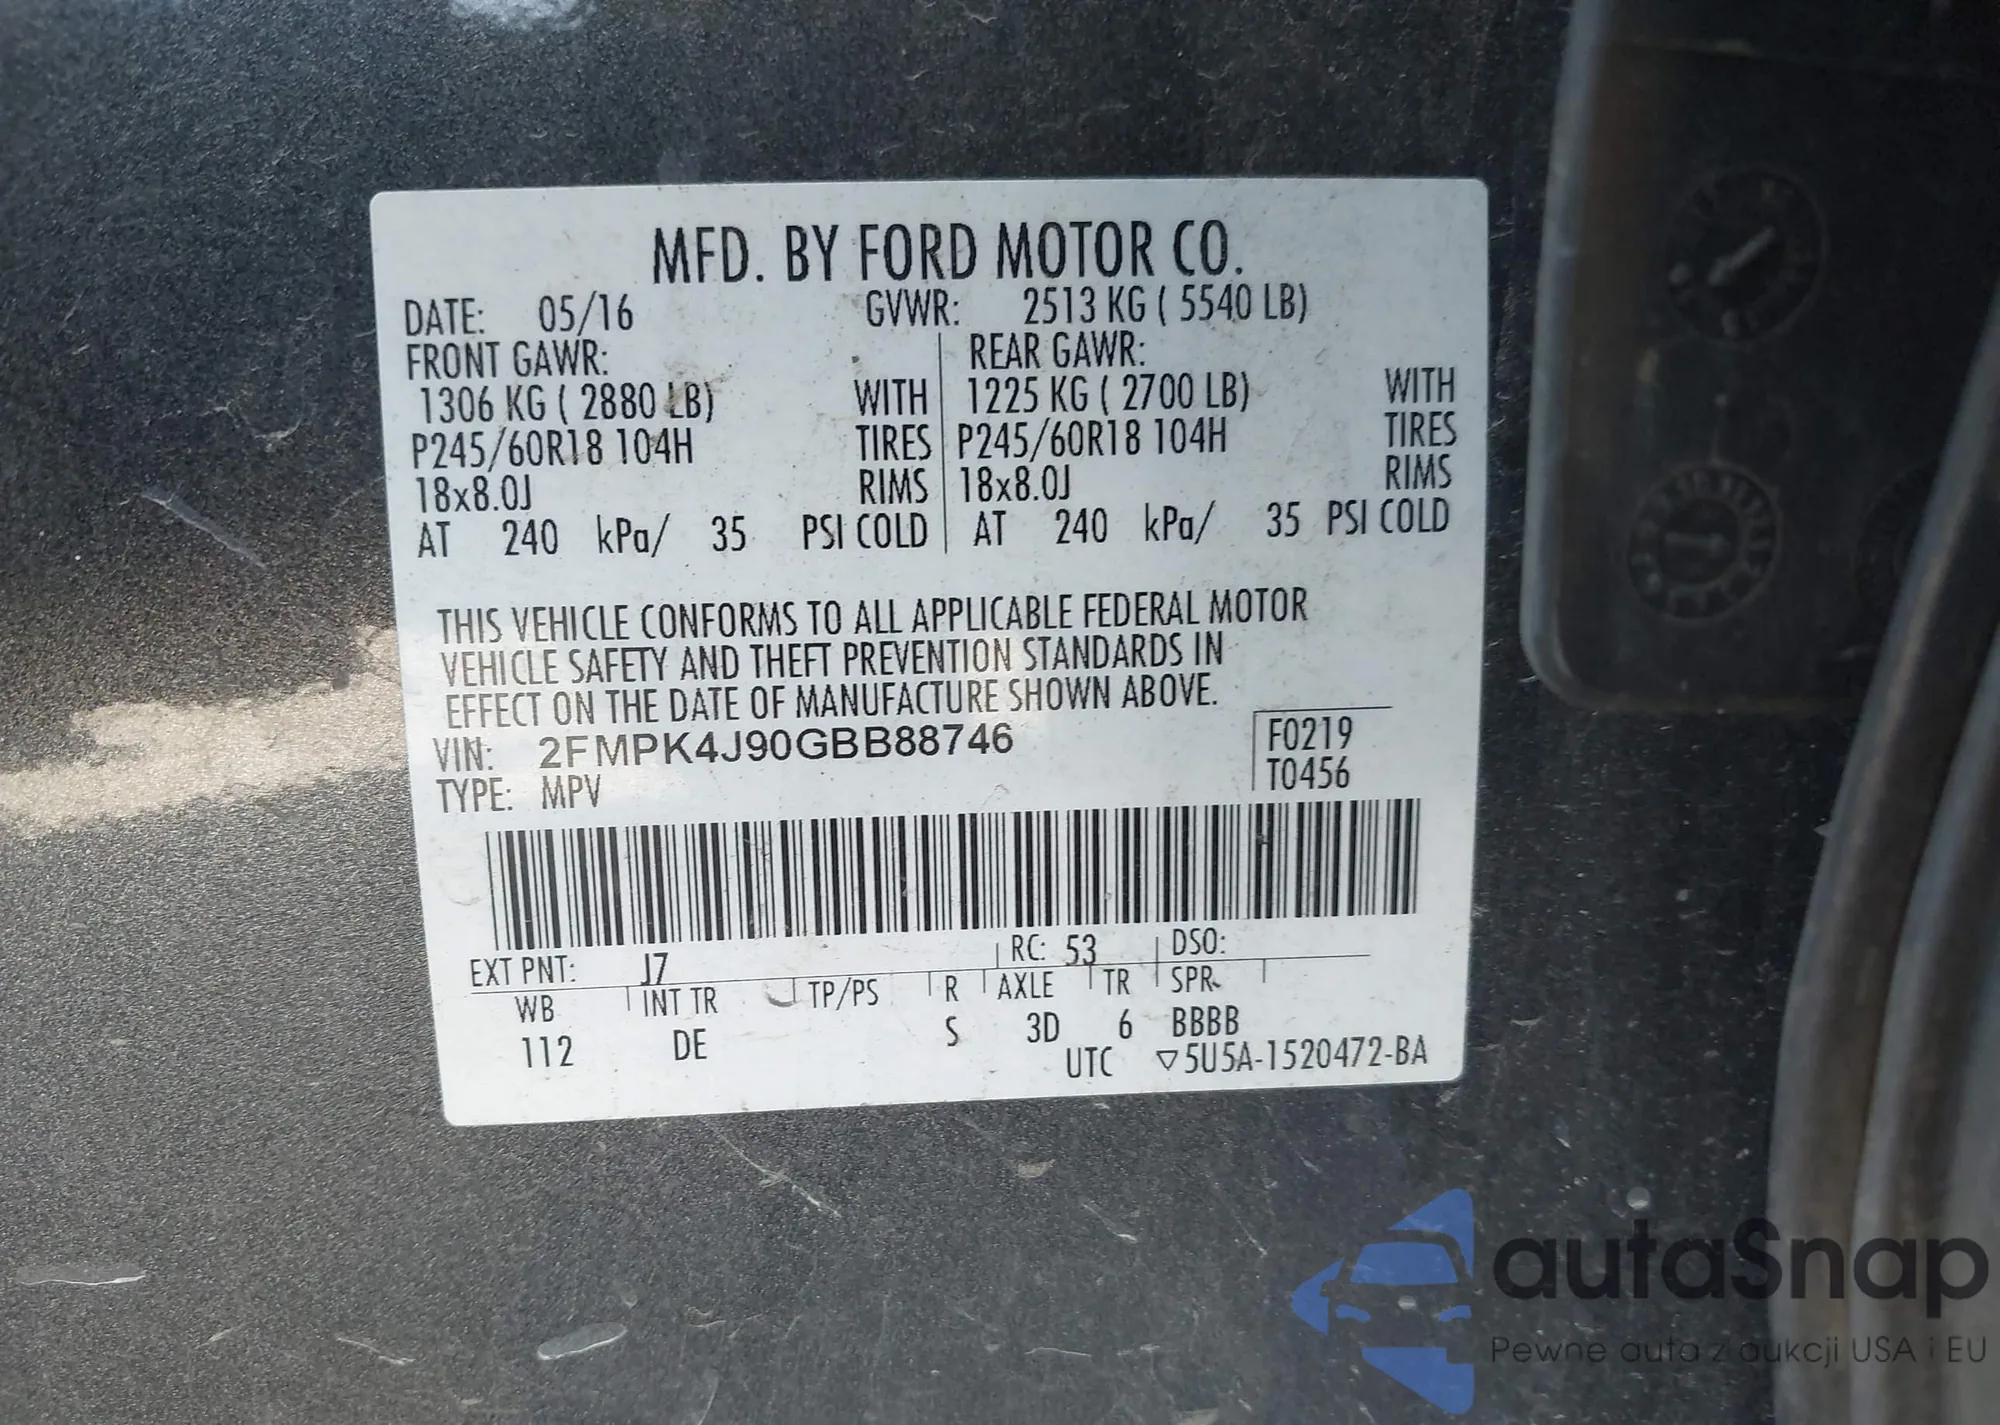 MFD. BY FORD MOTOR CO.
DATE: 05/16 GVWR: 2513 KG ( 5540 LB)
FRONT GAWR: REAR GAWR:
1306 KG ( 2880 LB) WITH 1225 KG ( 2700 LB) WITH
P245/60R18 104H TIRES P245/60R18 104H TIRES
18x8.0J RIMS 18x8.0J RIMS
AT 240 kPa/ 35 PSI COLD AT 240 kPa/ 35 PSI COLD
THIS VEHICLE CONFORMS TO ALL APPLICABLE FEDERAL MOTOR
VEHICLE SAFETY AND THEFT PREVENTION STANDARDS IN
EFFECT ON THE DATE OF MANUFACTURE SHOWN ABOVE.
VIN: 2FMPK4J90GBB88746 F0219
TYPE: MPV T0456
EXT PNT: J7 RC: 53 DSO:
WB INT TR TP/PS R AXLE TR SPR
112 DE S 3D 6 BBBB
UTC ▽5U5A-1520472-BA
autaSnap
Pewne auta z aukcji USA i EU